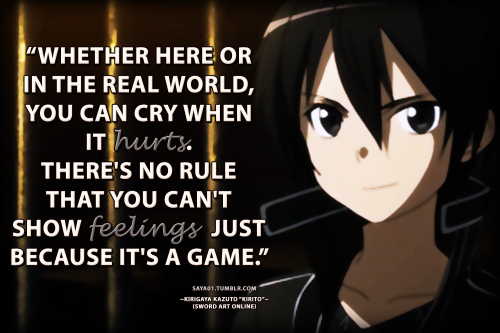 “WHETHER HERE OR
IN THE REAL WORLD,
YOU CAN CRY WHEN
IT hurts.
THERE'S NO RULE
THAT YOU CAN'T
SHOW feelings JUST
BECAUSE IT'S A GAME.”
SAYA01.TUMBLR.COM
~KIRIGAYA KAZUTO "KIRITO"~
(SWORD ART ONLINE)